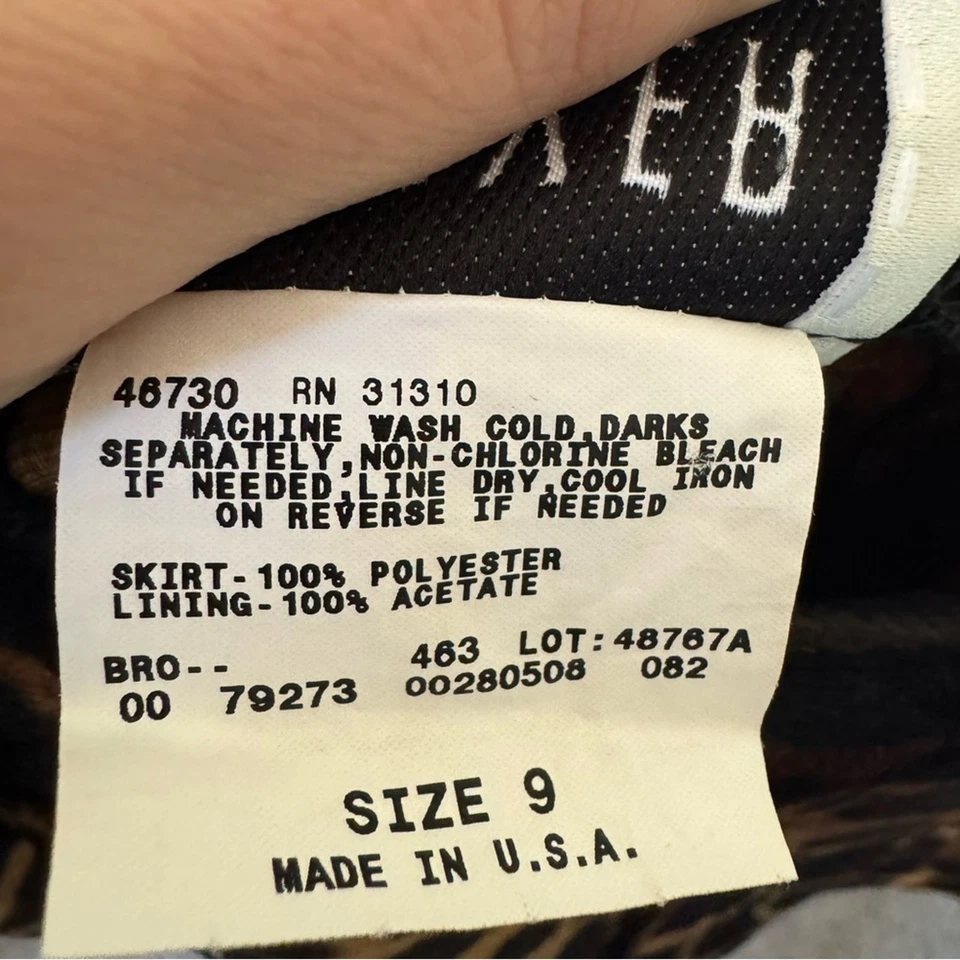 46730 RN 31310
MACHINE WASH COLD,DARKS
SEPARATELY,NON-CHLORINE BLEACH
IF NEEDED,LINE DRY,COOL IRON
ON REVERSE IF NEEDED
SKIRT-100% POLYESTER
LINING-100% ACETATE
BRO-- 463 LOT:48767A
00 79273 00280508 082
SIZE 9
MADE IN U.S.A.